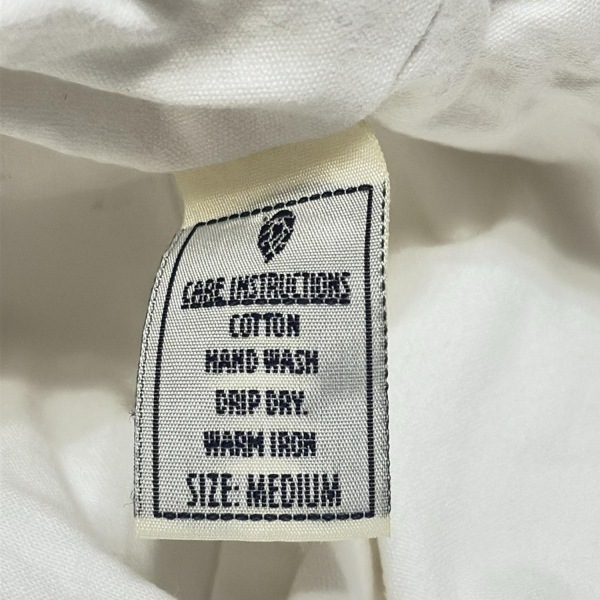 CARE INSTRUCTIONS
COTTON
HAND WASH
DRIP DRY.
WARM IRON
SIZE: MEDIUM